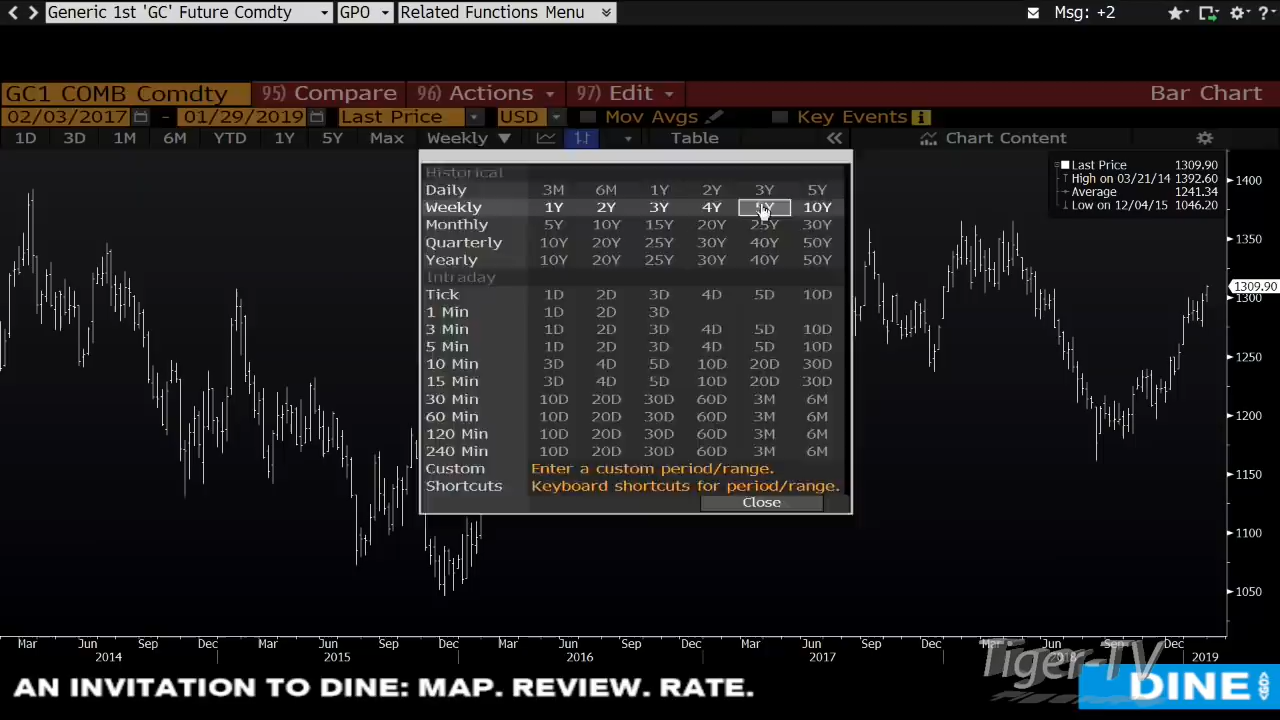 Generic 1st 'GC' Future Comdty GPO Related Functions Menu Msg: +2
GC1 COMB Comdty 95) Compare 96) Actions 97) Edit Bar Chart
02/03/2017 - 01/29/2019 Last Price USD Mov Avgs Key Events
1D 3D 1M 6M YTD 1Y 5Y Max Weekly Table Chart Content
Historical
Daily 3M 6M 1Y 2Y 3Y 5Y
Weekly 1Y 2Y 3Y 4Y 10Y
Monthly 5Y 10Y 15Y 20Y 25Y 30Y
Quarterly 10Y 20Y 25Y 30Y 40Y 50Y
Yearly 10Y 20Y 25Y 30Y 40Y 50Y
Intraday
Tick 1D 2D 3D 4D 5D 10D
1 Min 1D 2D 3D
3 Min 1D 2D 3D 4D 5D 10D
5 Min 1D 2D 3D 4D 5D 10D
10 Min 3D 4D 5D 10D 20D 30D
15 Min 3D 4D 5D 10D 20D 30D
30 Min 10D 20D 30D 60D 3M 6M
60 Min 10D 20D 30D 60D 3M 6M
120 Min 10D 20D 30D 60D 3M 6M
240 Min 10D 20D 30D 60D 3M 6M
Custom Enter a custom period/range.
Shortcuts Keyboard shortcuts for period/range.
Close
Last Price 1309.90
High on 03/21/14 1392.60
Average 1241.34
Low on 12/04/15 1046.20
1400
1350
1309.90
1300
1250
1200
1150
1100
1050
Mar Jun Sep Dec Mar Jun Sep Dec Mar Jun Sep Dec Mar Jun Sep Dec Mar Jun Sep Dec
2014 2015 2016 2017 2018 2019
Tiger-TV
AN INVITATION TO DINE: MAP. REVIEW. RATE.
DINE